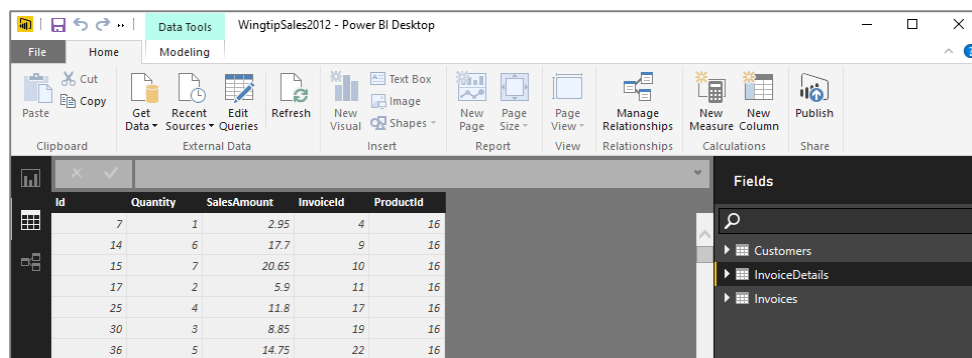 Data Tools WingtipSales2012 - Power BI Desktop
File Home Modeling
Paste
Cut
Copy
Clipboard
Get Data
Recent Sources
Edit Queries
Refresh
External Data
New Visual
Text Box
Image
Shapes
Insert
New Page
Page Size
Report
Page View
View
Manage Relationships
Relationships
New Measure
New Column
Calculations
Publish
Share
Id Quantity SalesAmount InvoiceId ProductId
7 1 2.95 4 16
14 6 17.7 9 16
15 7 20.65 10 16
17 2 5.9 11 16
25 4 11.8 17 16
30 3 8.85 19 16
36 5 14.75 22 16
Fields
Customers
InvoiceDetails
Invoices